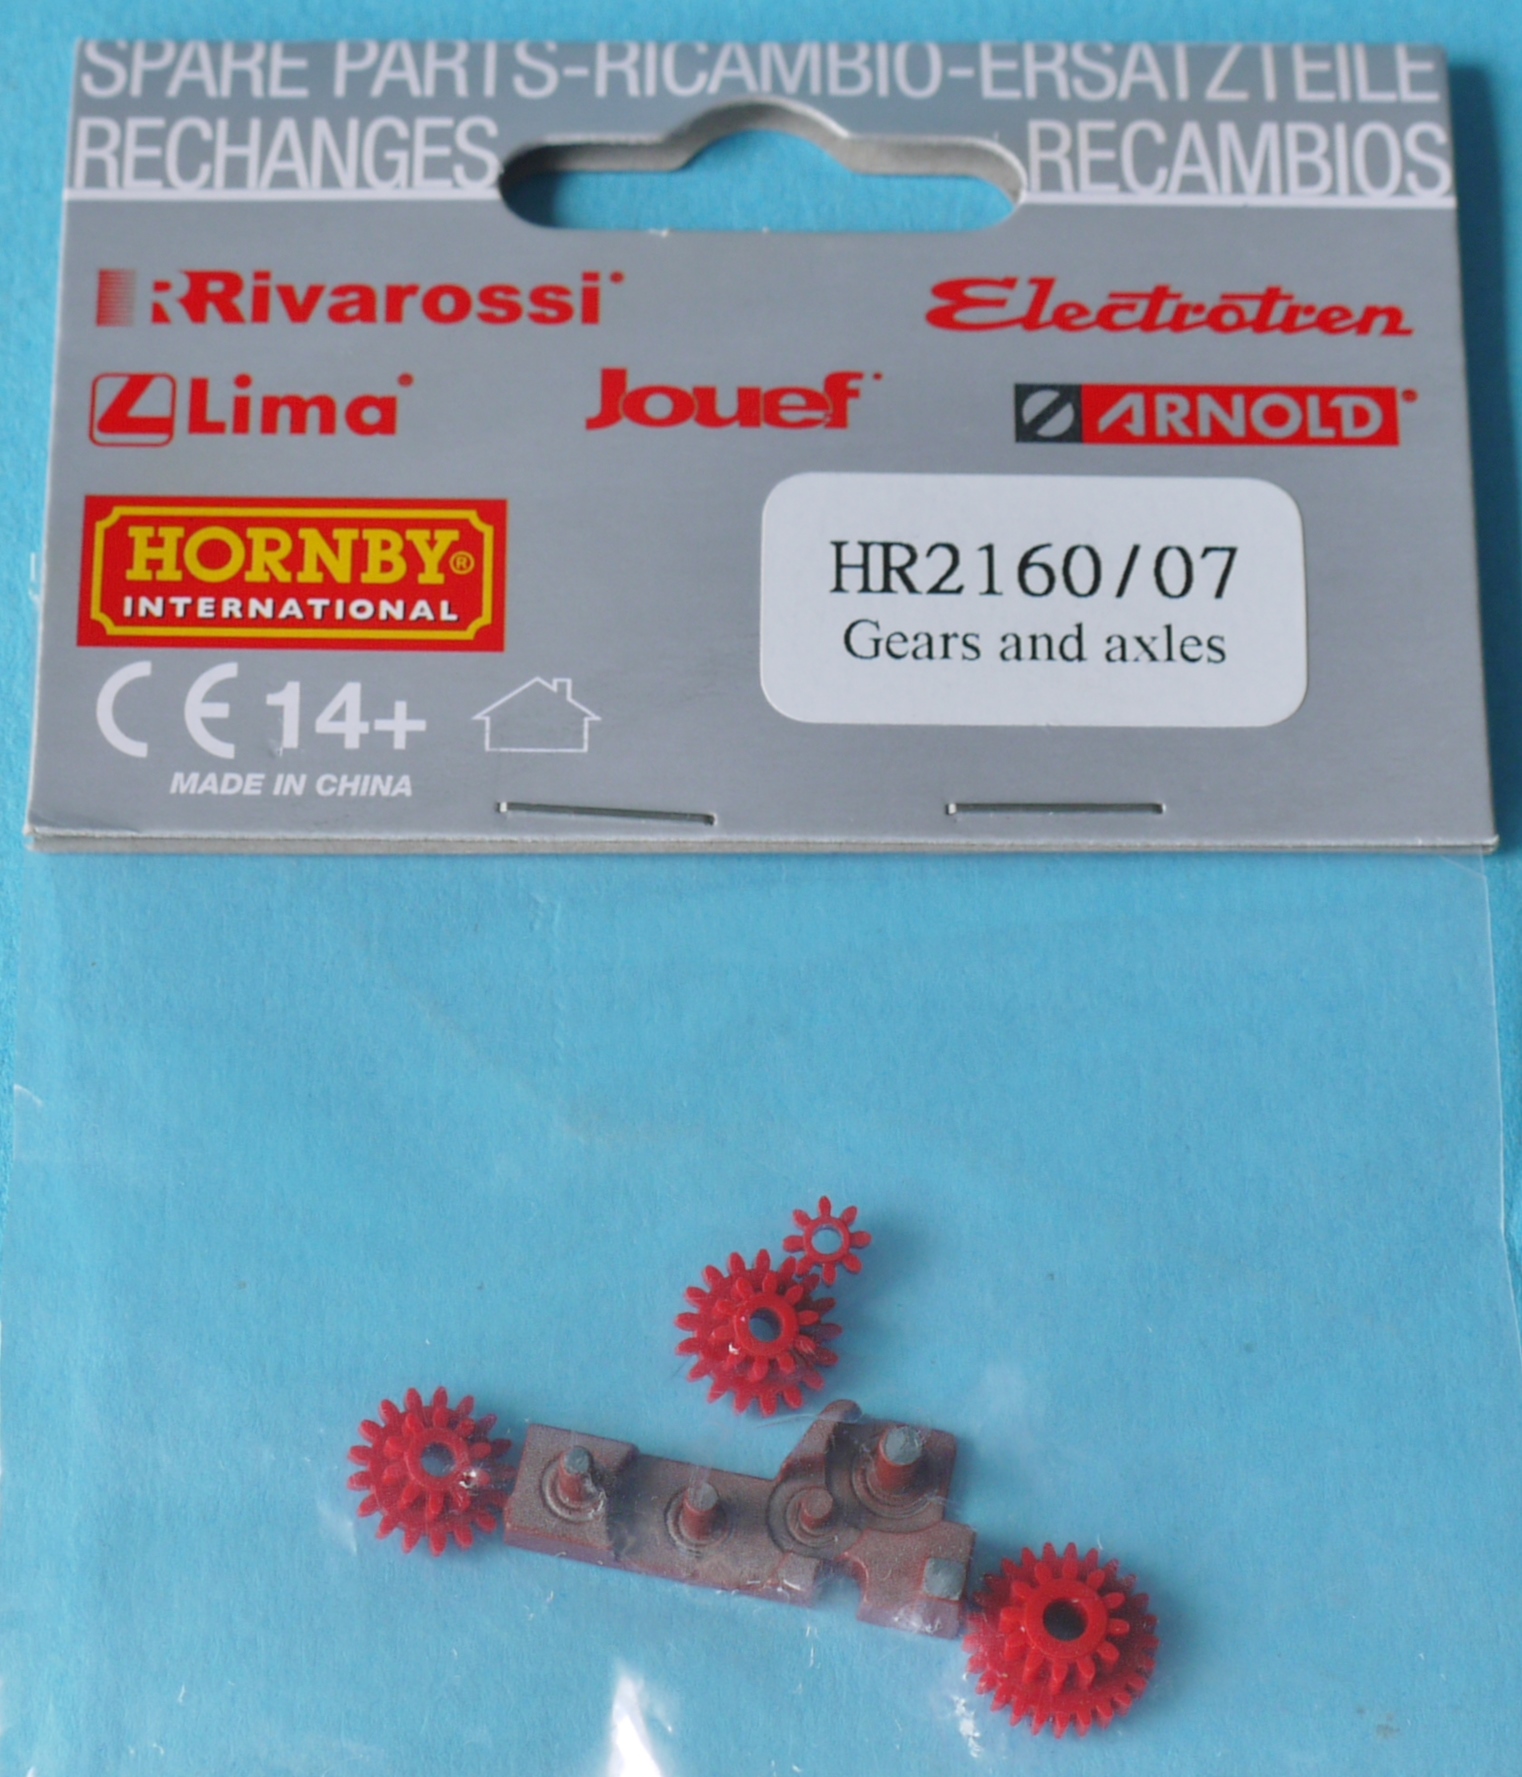 SPARE PARTS-RICAMBIO-ERSATZTEILE
RECHANGES RECAMBIOS
Rivarossi Electrotren
Lima Jouef ARNOLD
HORNBY®
INTERNATIONAL
HR2160/07
Gears and axles
CE 14+
MADE IN CHINA